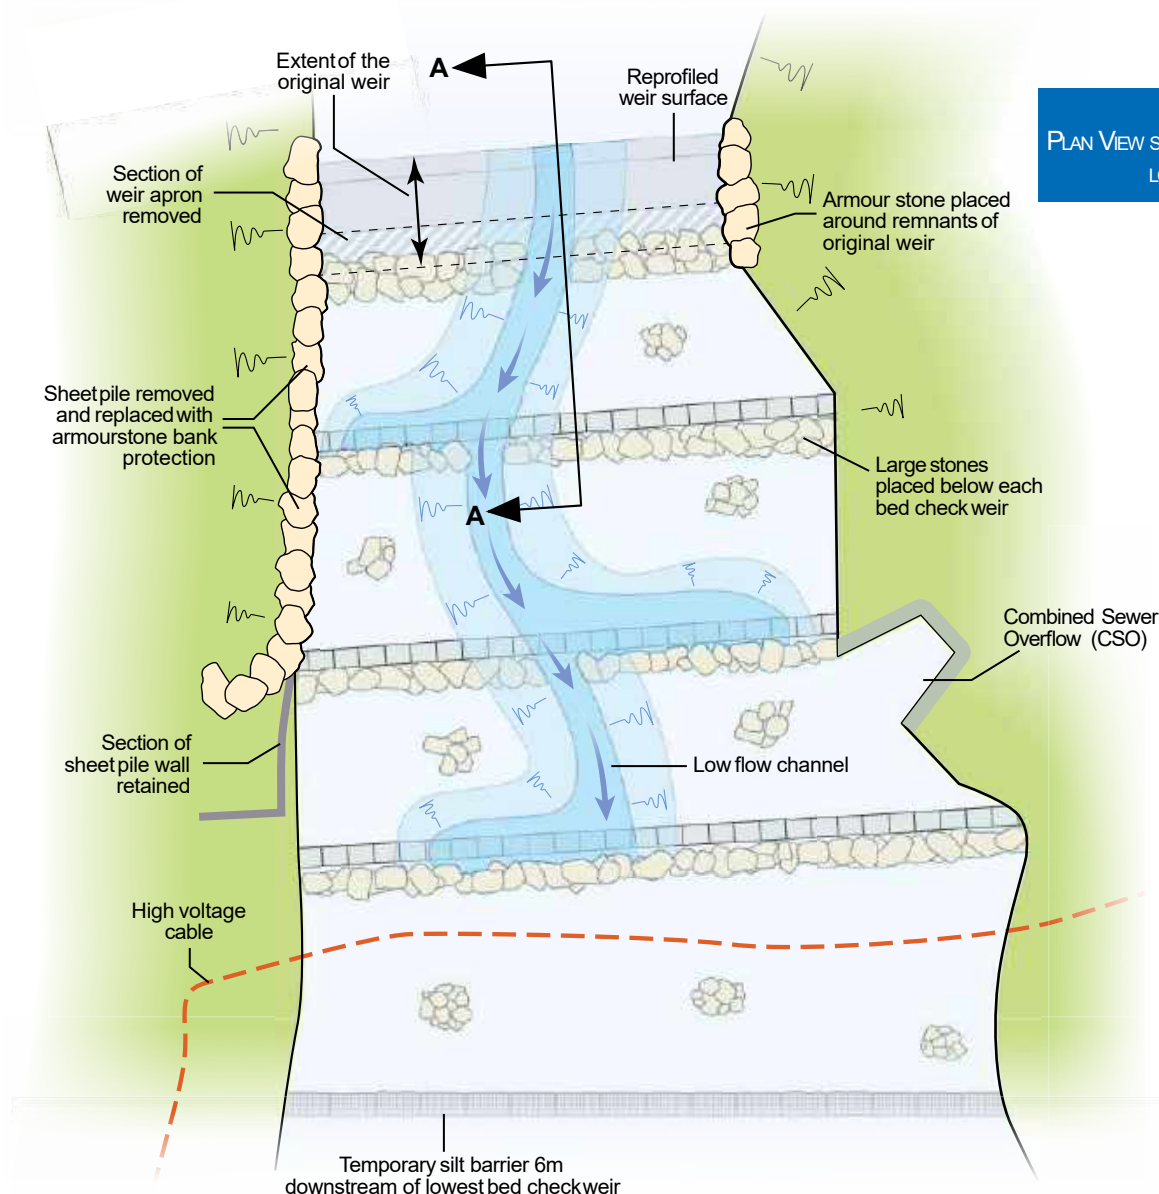 Extent of the
original weir
A
Reprofiled
weir surface
PLAN VIEW S
LO
Section of
weir apron
removed
Armour stone placed
around remnants of
original weir
Sheet pile removed
and replaced with
armourstone bank
protection
Large stones
placed below each
bed check weir
A
Combined Sewer
Overflow (CSO)
Section of
sheet pile wall
retained
Low flow channel
High voltage
cable
Temporary silt barrier 6m
downstream of lowest bed check weir